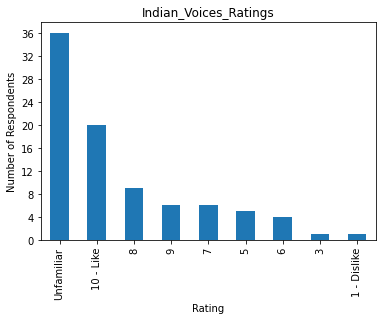 Indian_Voices_Ratings
Number of Respondents
36
32
28
24
20
16
12
8
4
0
Unfamiliar
10 - Like
8
9
7
5
6
3
1 - Dislike
Rating